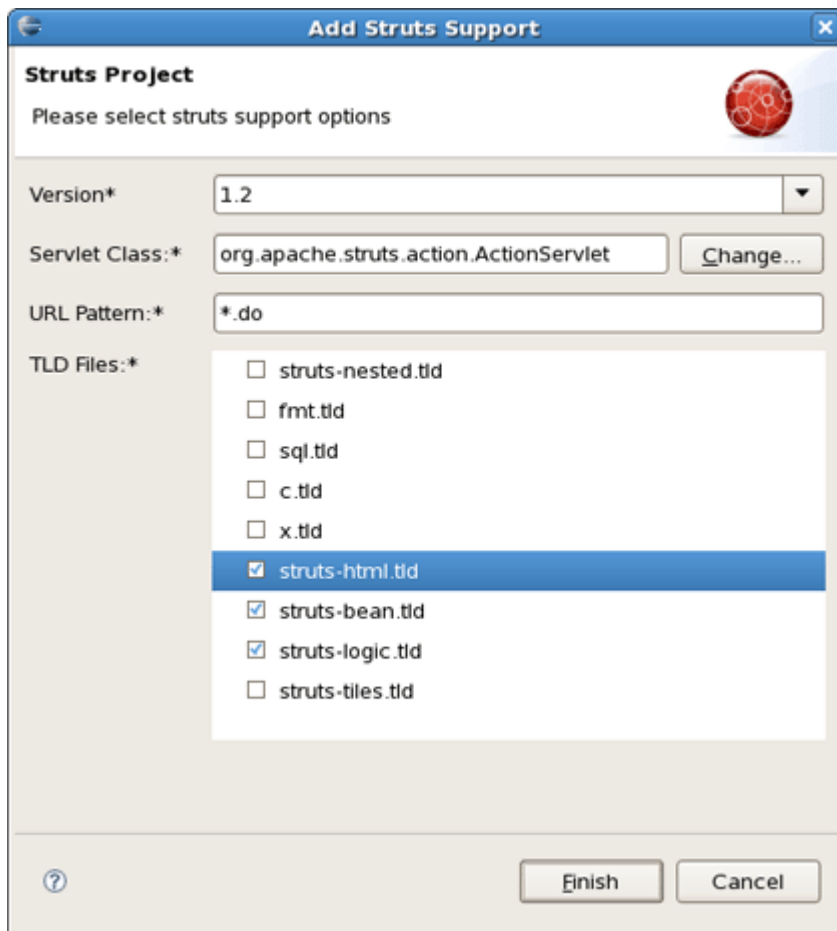 Add Struts Support
Struts Project
Please select struts support options
Version* 1.2
Servlet Class:* org.apache.struts.action.ActionServlet Change...
URL Pattern:* *.do
TLD Files:* struts-nested.tld
fmt.tld
sql.tld
c.tld
x.tld
struts-html.tld
struts-bean.tld
struts-logic.tld
struts-tiles.tld
? Finish Cancel